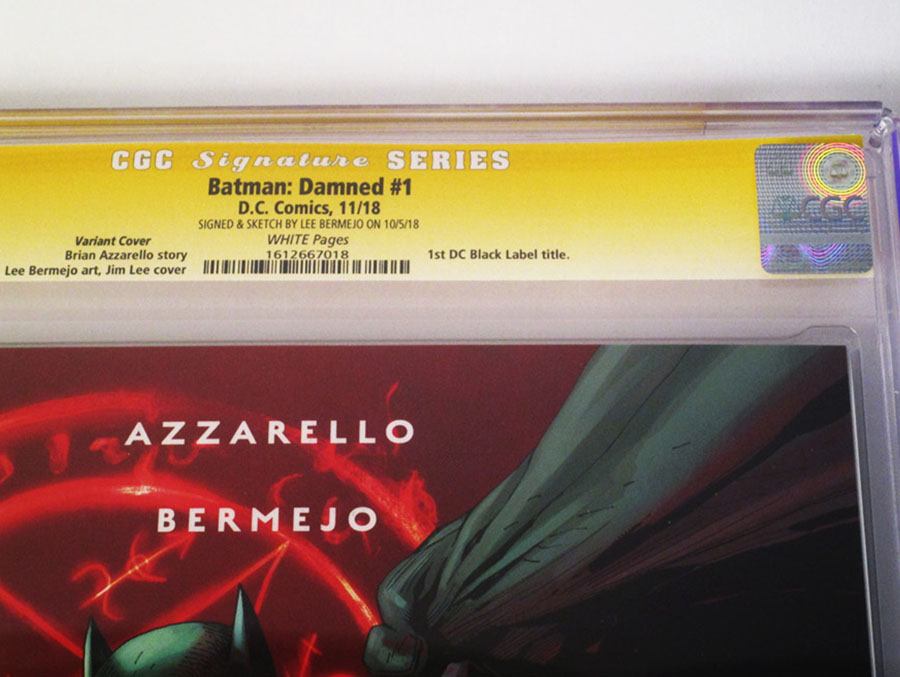 CGC Signature SERIES
Batman: Damned #1
D.C. Comics, 11/18
SIGNED & SKETCH BY LEE BERMEJO ON 10/5/18
WHITE Pages
1612667018
Variant Cover
Brian Azzarello story
Lee Bermejo art, Jim Lee cover
1st DC Black Label title.
CGC
AZZARELLO
BERMEJO